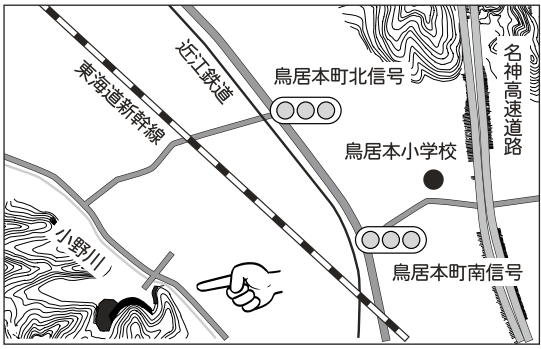 近江鉄道
東海道新幹線
鳥居本町北信号
名神高速道路
鳥居本小学校
小野川
鳥居本町南信号